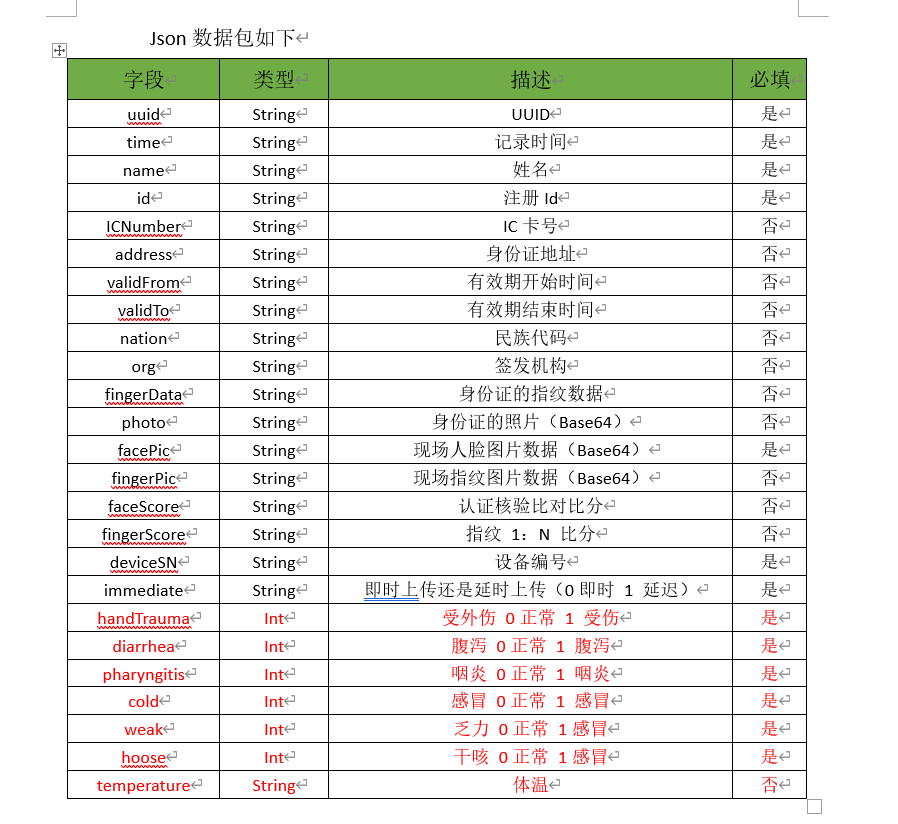 Json 数据包如下
字段 类型 描述 必填
uuid String UUID 是
time String 记录时间 是
name String 姓名 是
id String 注册 Id 是
ICNumber String IC 卡号 否
address String 身份证地址 否
validFrom String 有效期开始时间 否
validTo String 有效期结束时间 否
nation String 民族代码 否
org String 签发机构 否
fingerData String 身份证的指纹数据 否
photo String 身份证的照片（Base64） 否
facePic String 现场人脸图片数据（Base64） 是
fingerPic String 现场指纹图片数据（Base64） 否
faceScore String 认证核验比对比分 否
fingerScore String 指纹 1：N 比分 否
deviceSN String 设备编号 是
immediate String 即时上传还是延时上传（0 即时 1 延迟） 是
handTrauma Int 受外伤 0 正常 1 受伤 是
diarrhea Int 腹泻 0 正常 1 腹泻 是
pharyngitis Int 咽炎 0 正常 1 咽炎 是
cold Int 感冒 0 正常 1 感冒 是
weak Int 乏力 0 正常 1 感冒 是
hoose Int 干咳 0 正常 1 感冒 是
temperature String 体温 否